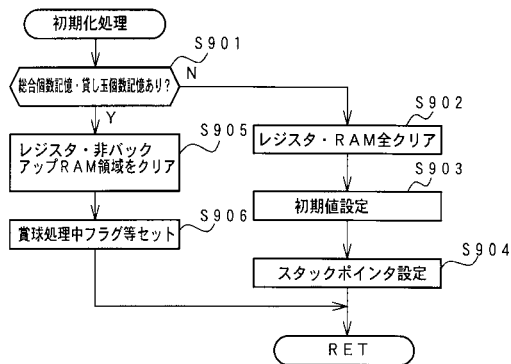 初期化処理
S901
総合個数記憶・貸し玉個数記憶あり?
N
Y
S902
レジスタ・RAM全クリア
S905
レジスタ・非バック
アップRAM領域をクリア
S903
初期値設定
S906
賞球処理中フラグ等セット
S904
スタックポインタ設定
RET